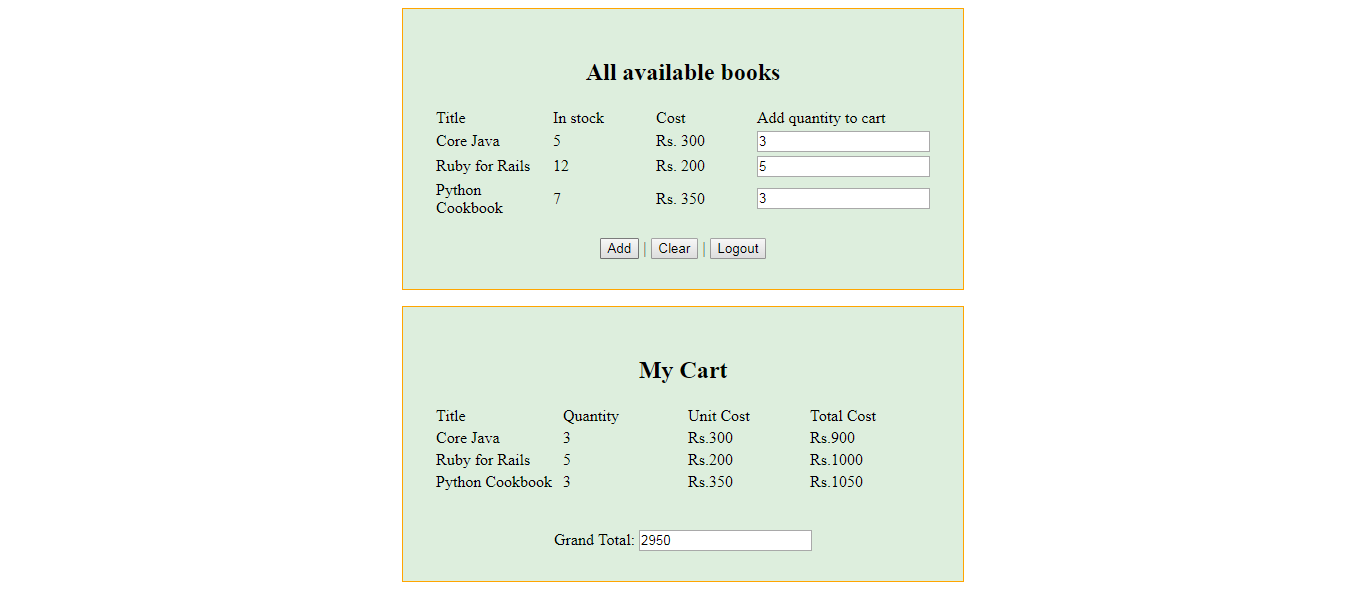 All available books
Title In stock Cost Add quantity to cart
Core Java 5 Rs. 300 3
Ruby for Rails 12 Rs. 200 5
Python
Cookbook 7 Rs. 350 3
Add | Clear | Logout
My Cart
Title Quantity Unit Cost Total Cost
Core Java 3 Rs.300 Rs.900
Ruby for Rails 5 Rs.200 Rs.1000
Python Cookbook 3 Rs.350 Rs.1050
Grand Total: 2950